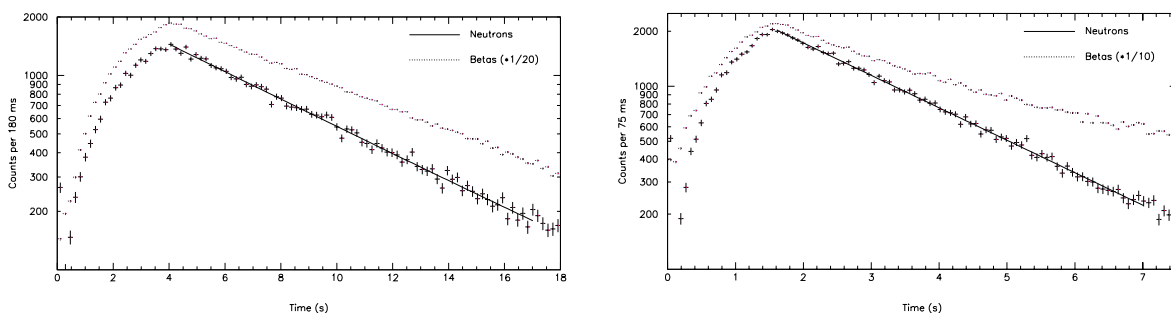 Neutrons
Betas (*1/20)
Counts per 180 ms
1000
900
800
700
600
500
400
300
200
0 2 4 6 8 10 12 14 16 18
Time (s)
Neutrons
Betas (*1/10)
Counts per 75 ms
2000
1000
900
800
700
600
500
400
300
200
0 1 2 3 4 5 6 7
Time (s)